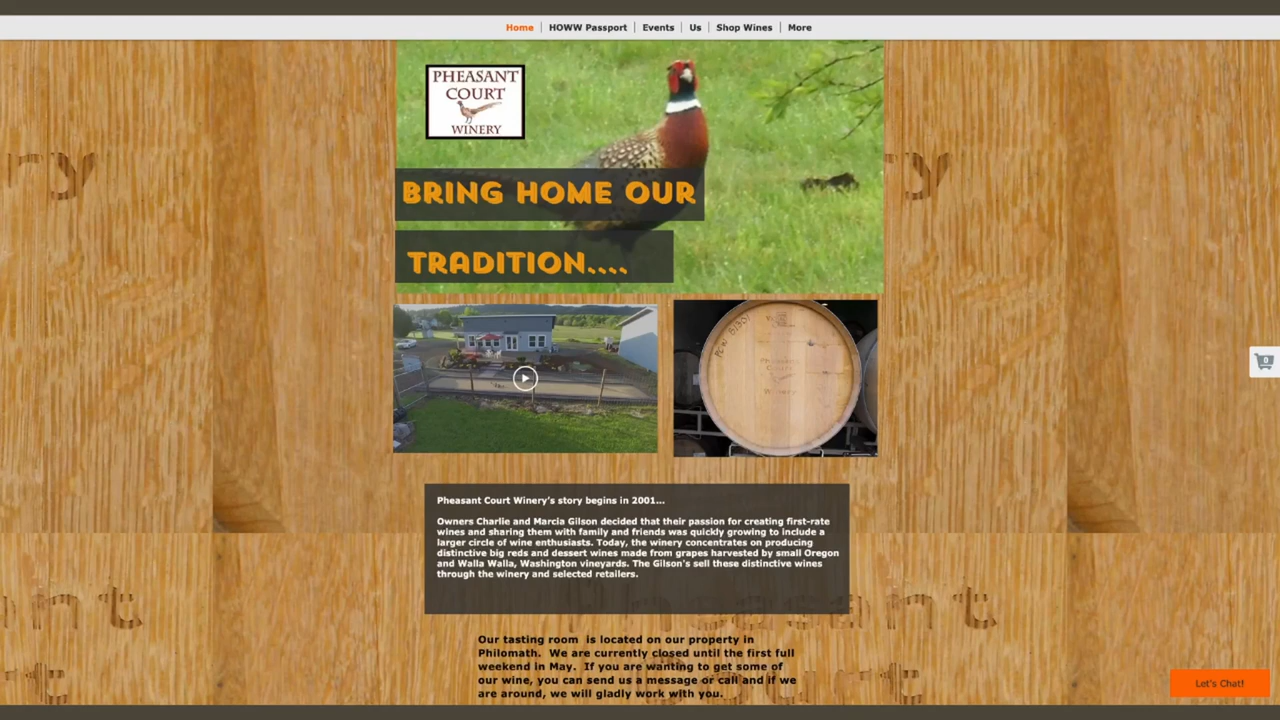 Home
HOWW Passport
Events
Us
Shop Wines
More
PHEASANT
COURT
WINERY
BRING HOME OUR
TRADITION....
0
Pheasant Court Winery's story begins in 2001...
Owners Charlie and Marcia Gilson decided that their passion for creating first-rate
wines and sharing them with family and friends was quickly growing to include a
larger circle of wine enthusiasts. Today, the winery concentrates on producing
distinctive big reds and dessert wines made from grapes harvested by small Oregon
and Walla Walla, Washington vineyards. The Gilson's sell these distinctive wines
through the winery and selected retailers.
Our tasting room is located on our property in
Philomath. We are currently closed until the first full
weekend in May. If you are wanting to get some of
our wine, you can send us a message or call and if we
are around, we will gladly work with you.
Let's Chat!